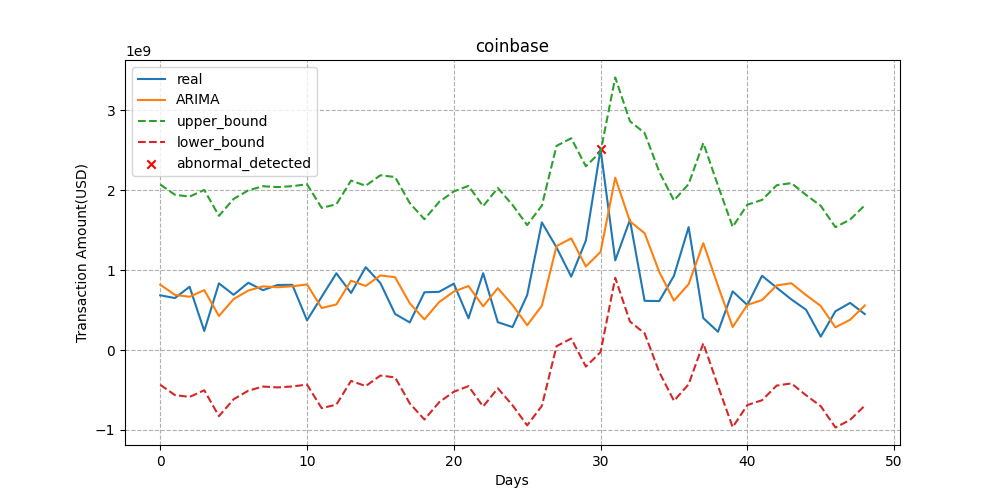 coinbase
1e9
real
ARIMA
upper_bound
lower_bound
abnormal_detected
3
2
1
0
−1
Transaction Amount(USD)
0 10 20 30 40 50
Days